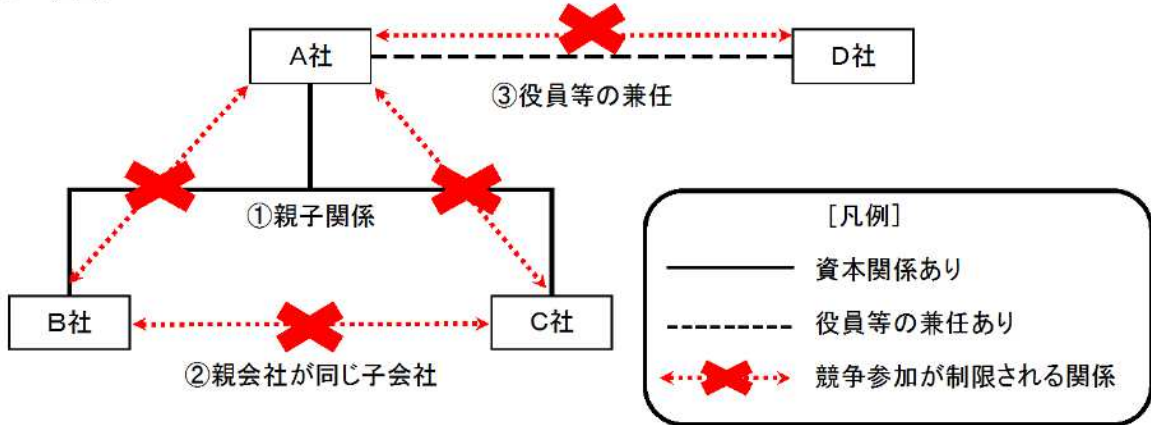 A社
D社
③役員等の兼任
①親子関係
B社
C社
②親会社が同じ子会社
［凡例］
資本関係あり
役員等の兼任あり
競争参加が制限される関係